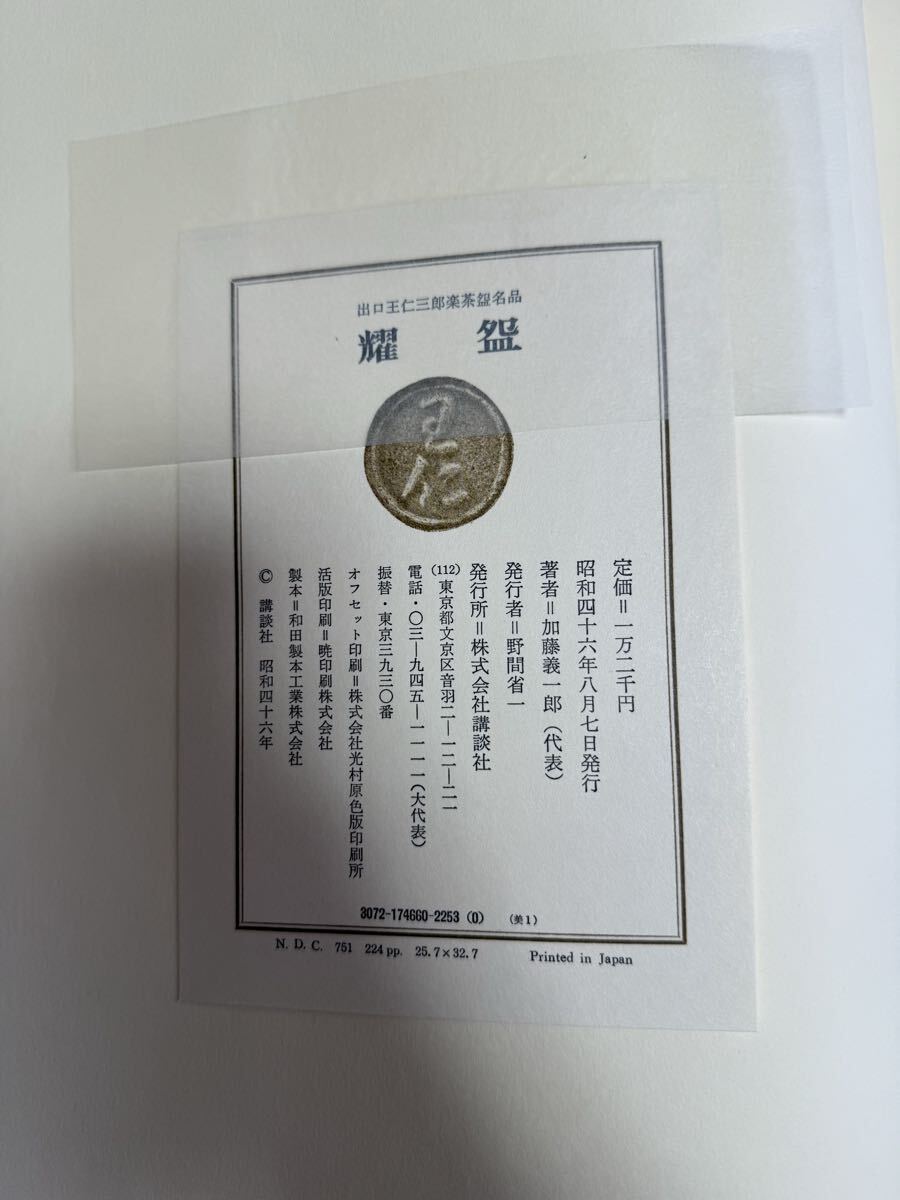 出口王仁三郎楽茶盌名品
耀盌
王仁
定価=一万二千円
昭和四十六年八月七日発行
著者=加藤義一郎(代表)
発行者=野間省一
発行所=株式会社講談社
(112)東京都文京区音羽二—一二—二一
電話・〇三—九四五—一一一一(大代表)
振替・東京三九三〇番
オフセット印刷=株式会社光村原色版印刷所
活版印刷=暁印刷株式会社
製本=和田製本工業株式会社
© 講談社 昭和四十六年
3072-174660-2253 (0) (美1)
N. D. C. 751 224 pp. 25.7×32.7 Printed in Japan